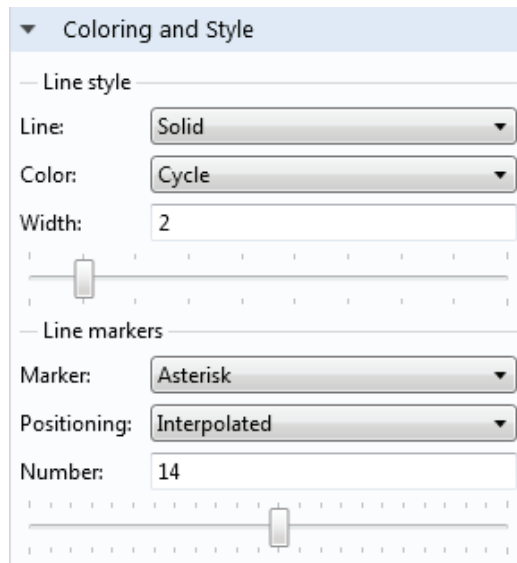 Coloring and Style
Line style
Line: Solid
Color: Cycle
Width: 2
Line markers
Marker: Asterisk
Positioning: Interpolated
Number: 14